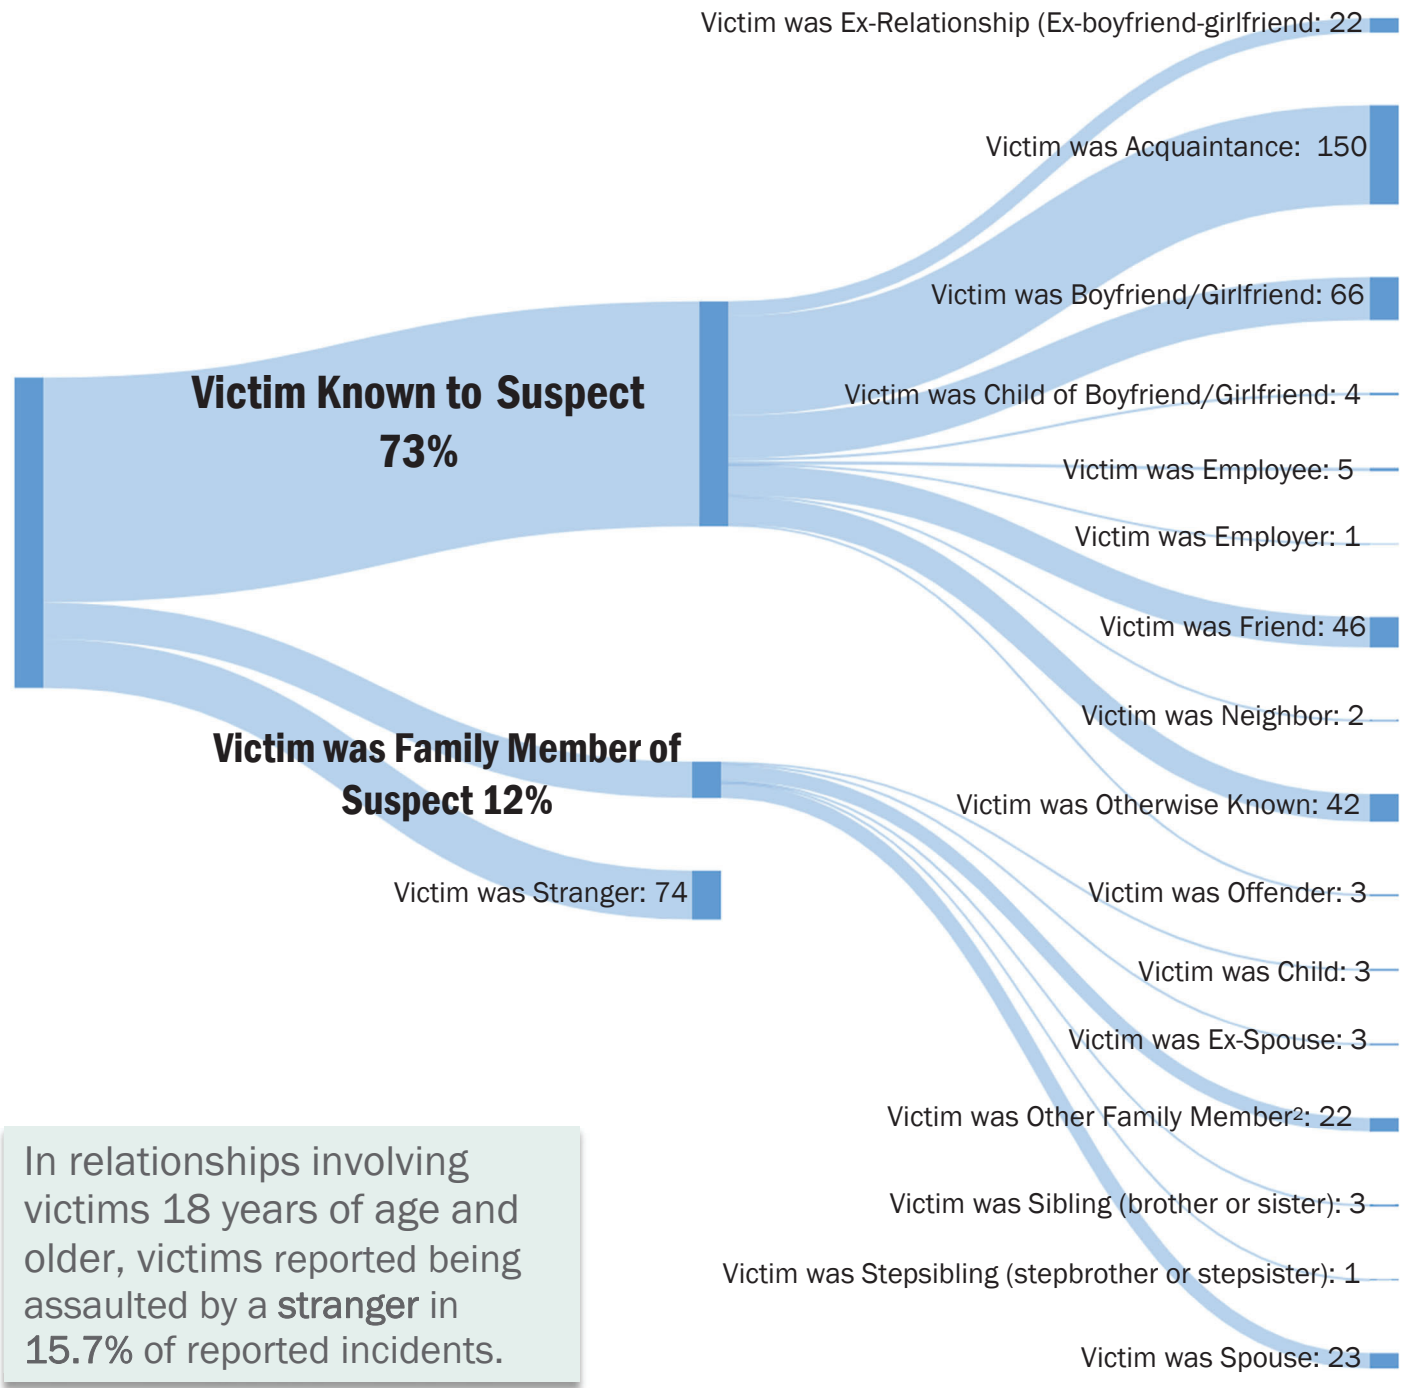 Victim was Ex-Relationship (Ex-boyfriend-girlfriend: 22
Victim was Acquaintance: 150
Victim was Boyfriend/Girlfriend: 66
Victim Known to Suspect
73%
Victim was Child of Boyfriend/Girlfriend: 4
Victim was Employee: 5
Victim was Employer: 1
Victim was Friend: 46
Victim was Neighbor: 2
Victim was Family Member of
Suspect 12%
Victim was Otherwise Known: 42
Victim was Stranger: 74
Victim was Offender: 3
Victim was Child: 3
Victim was Ex-Spouse: 3
Victim was Other Family Member²: 22
Victim was Sibling (brother or sister): 3
Victim was Stepsibling (stepbrother or stepsister): 1
Victim was Spouse: 23
In relationships involving
victims 18 years of age and
older, victims reported being
assaulted by a stranger in
15.7% of reported incidents.